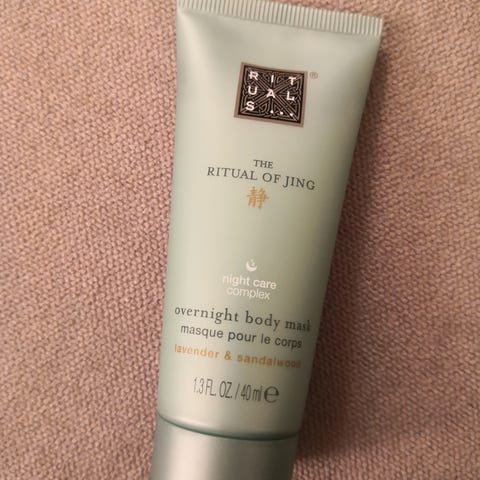 RIT
UAL
S...
®
THE
RITUAL OF JING
静
night care
complex
overnight body mask
masque pour le corps
lavender & sandalwood
1.3 FL. OZ. / 40 ml e